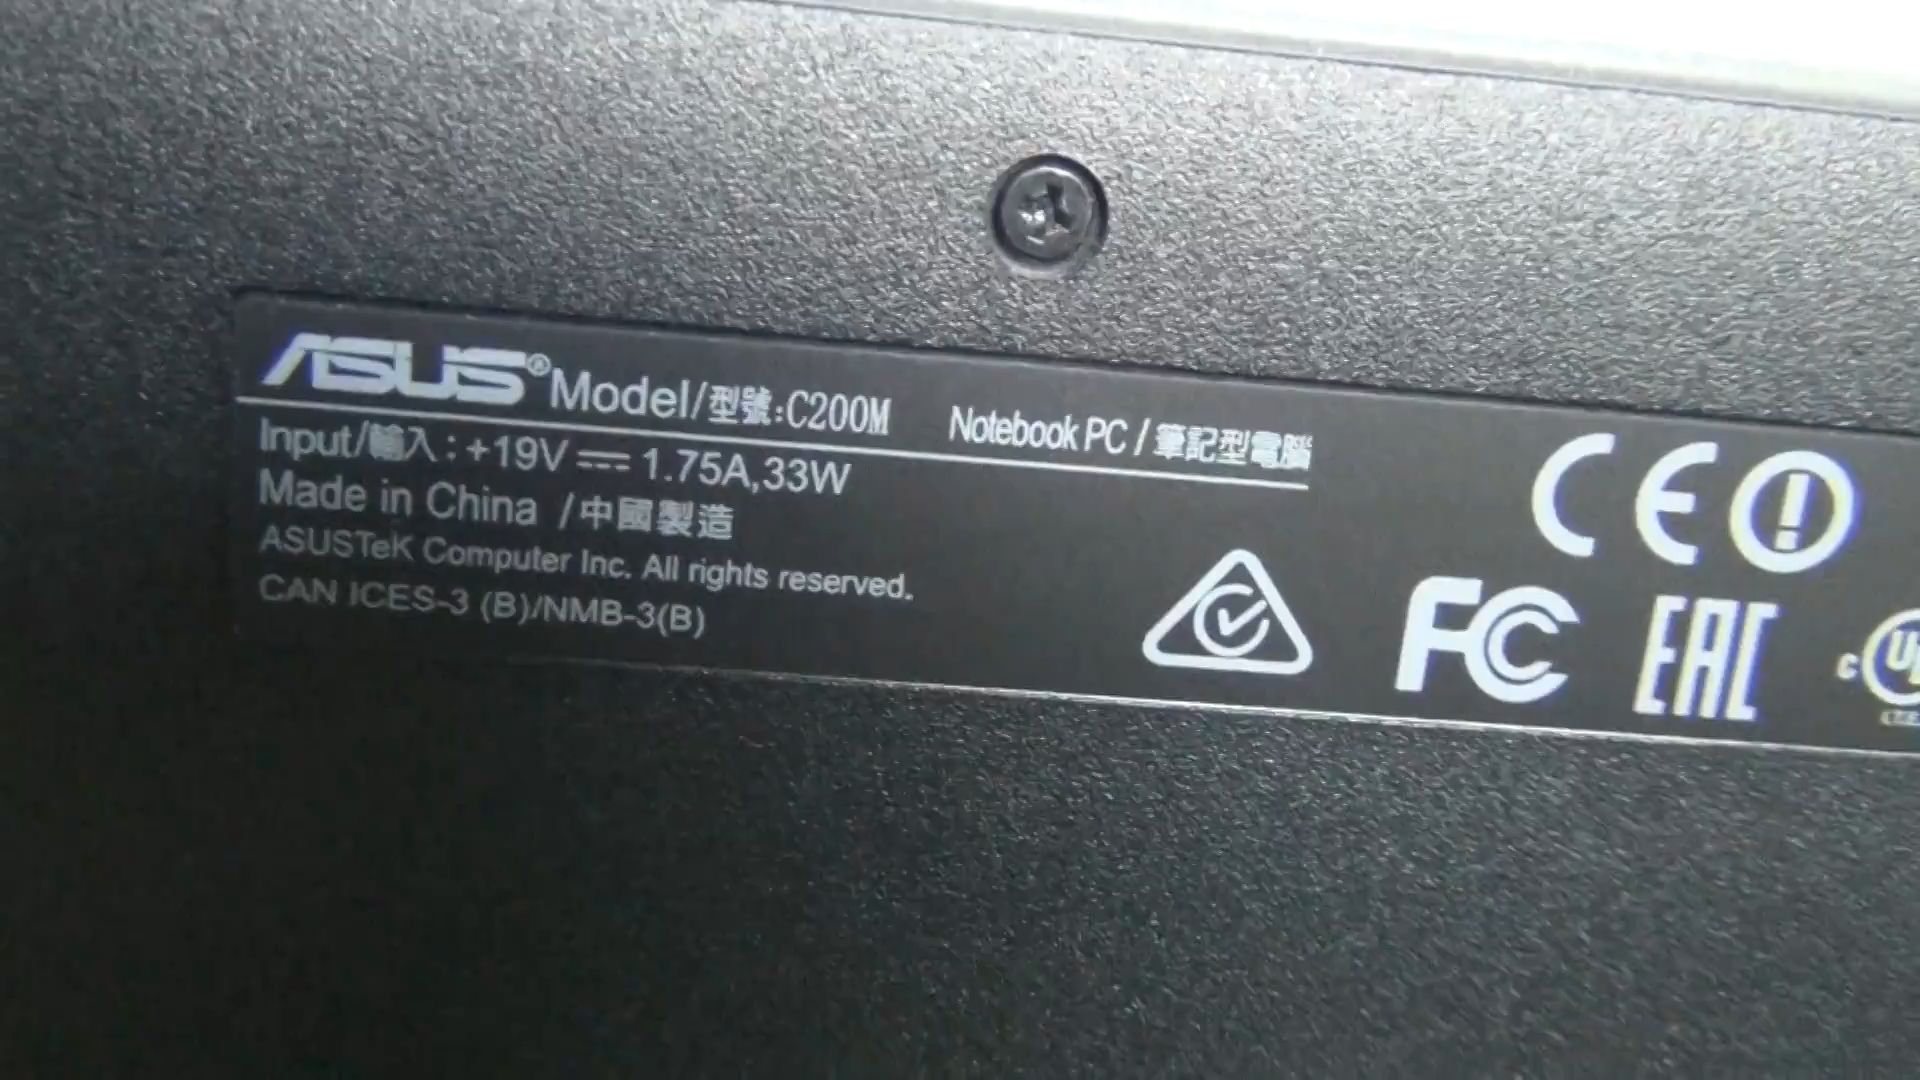 ASUS® Model/型號:C200M Notebook PC / 筆記型電腦
Input/輸入: +19V ⎓ 1.75A,33W
Made in China /中國製造
ASUSTeK Computer Inc. All rights reserved.
CAN ICES-3 (B)/NMB-3(B)
CE
FC
EAC
c UL